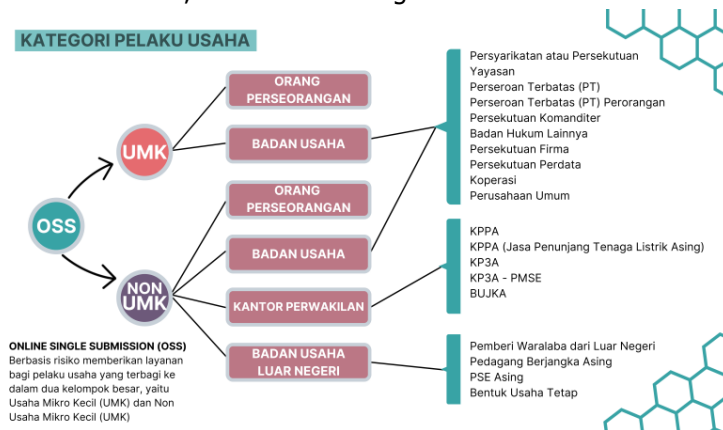 KATEGORI PELAKU USAHA
OSS
UMK
NON
UMK
ORANG
PERSEORANGAN
BADAN USAHA
ORANG
PERSEORANGAN
BADAN USAHA
KANTOR PERWAKILAN
BADAN USAHA
LUAR NEGERI
Persyarikatan atau Persekutuan
Yayasan
Perseroan Terbatas (PT)
Perseroan Terbatas (PT) Perorangan
Persekutuan Komanditer
Badan Hukum Lainnya
Persekutuan Firma
Persekutuan Perdata
Koperasi
Perusahaan Umum
KPPA
KPPA (Jasa Penunjang Tenaga Listrik Asing)
KP3A
KP3A - PMSE
BUJKA
Pemberi Waralaba dari Luar Negeri
Pedagang Berjangka Asing
PSE Asing
Bentuk Usaha Tetap
ONLINE SINGLE SUBMISSION (OSS)
Berbasis risiko memberikan layanan
bagi pelaku usaha yang terbagi ke
dalam dua kelompok besar, yaitu
Usaha Mikro Kecil (UMK) dan Non
Usaha Mikro Kecil (UMK)